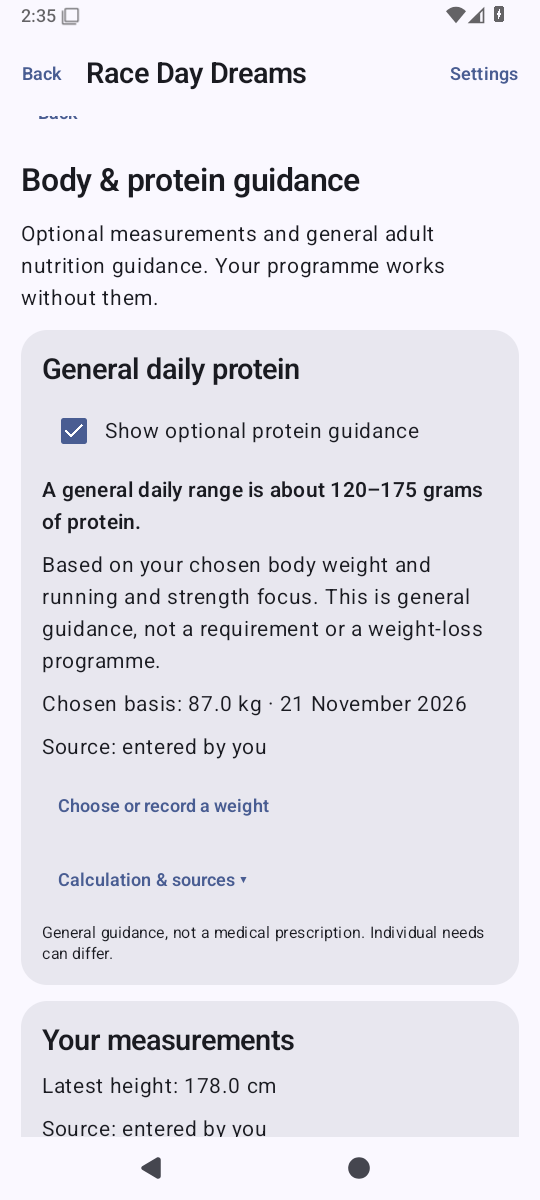 2:35
Back Race Day Dreams Settings
Back
Body & protein guidance
Optional measurements and general adult
nutrition guidance. Your programme works
without them.
General daily protein
Show optional protein guidance
A general daily range is about 120–175 grams
of protein.
Based on your chosen body weight and
running and strength focus. This is general
guidance, not a requirement or a weight-loss
programme.
Chosen basis: 87.0 kg · 21 November 2026
Source: entered by you
Choose or record a weight
Calculation & sources ▾
General guidance, not a medical prescription. Individual needs
can differ.
Your measurements
Latest height: 178.0 cm
Source: entered by you